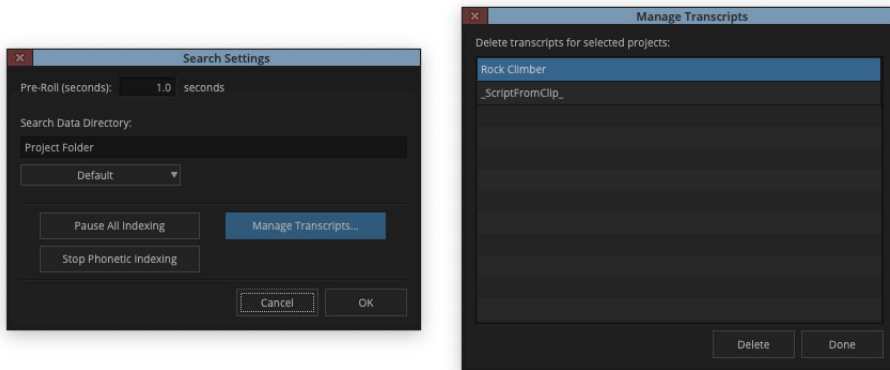 Search Settings
Pre-Roll (seconds): 1.0 seconds
Search Data Directory:
Project Folder
Default
Pause All Indexing
Manage Transcripts...
Stop Phonetic Indexing
Cancel
OK
Manage Transcripts
Delete transcripts for selected projects:
Rock Climber
_ScriptFromClip_
Delete
Done